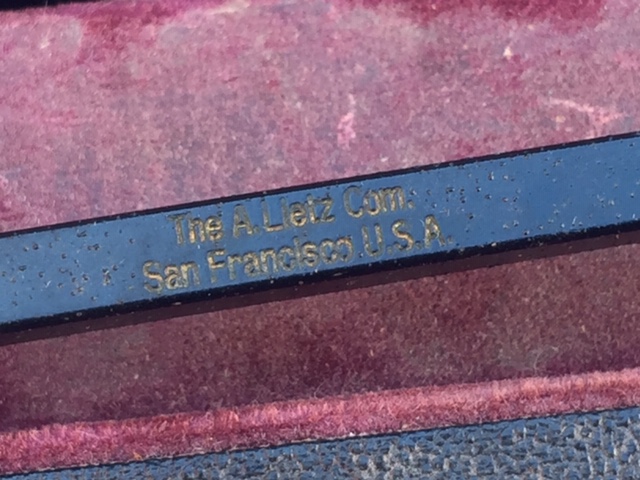 The A.Lietz Com.
San Francisco.U.S.A.